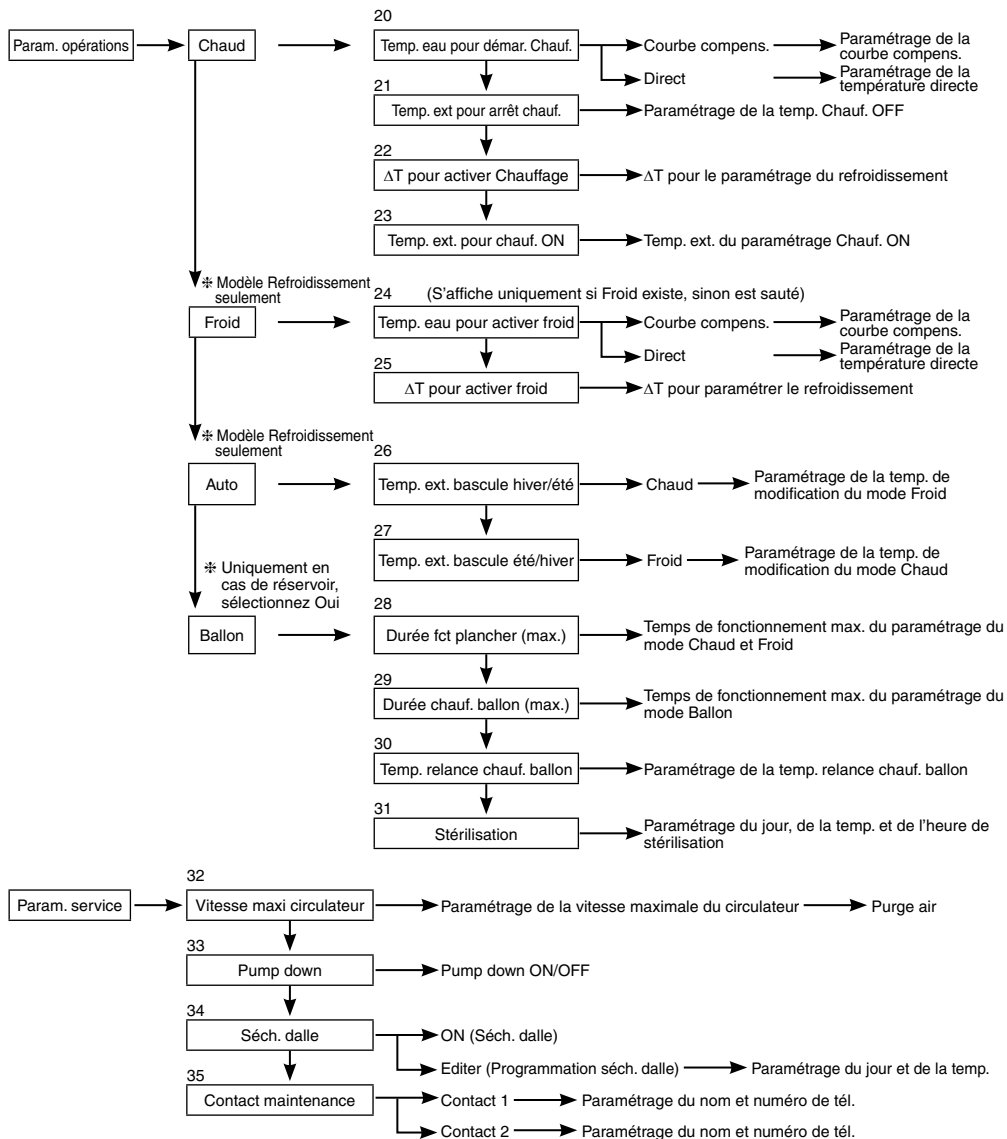 20
Param. opérations
Chaud
Temp. eau pour démar. Chauf.
Courbe compens.
Paramétrage de la
courbe compens.
Direct
Paramétrage de la
température directe
21
Temp. ext pour arrêt chauf.
Paramétrage de la temp. Chauf. OFF
22
ΔT pour activer Chauffage
ΔT pour le paramétrage du refroidissement
23
Temp. ext. pour chauf. ON
Temp. ext. du paramétrage Chauf. ON
❉ Modèle Refroidissement
seulement
24
(S'affiche uniquement si Froid existe, sinon est sauté)
Froid
Temp. eau pour activer froid
Courbe compens.
Paramétrage de la
courbe compens.
Direct
Paramétrage de la
température directe
25
ΔT pour activer froid
ΔT pour paramétrer le refroidissement
❉ Modèle Refroidissement
seulement
26
Auto
Temp. ext. bascule hiver/été
Chaud
Paramétrage de la temp. de
modification du mode Froid
27
Temp. ext. bascule été/hiver
Froid
Paramétrage de la temp. de
modification du mode Chaud
❉ Uniquement en
cas de réservoir,
sélectionnez Oui
28
Ballon
Durée fct plancher (max.)
Temps de fonctionnement max. du paramétrage du
mode Chaud et Froid
29
Durée chauf. ballon (max.)
Temps de fonctionnement max. du paramétrage du
mode Ballon
30
Temp. relance chauf. ballon
Paramétrage de la temp. relance chauf. ballon
31
Stérilisation
Paramétrage du jour, de la temp. et de l'heure de
stérilisation
32
Param. service
Vitesse maxi circulateur
Paramétrage de la vitesse maximale du circulateur
Purge air
33
Pump down
Pump down ON/OFF
34
Séch. dalle
ON (Séch. dalle)
Editer (Programmation séch. dalle)
Paramétrage du jour et de la temp.
35
Contact maintenance
Contact 1
Paramétrage du nom et numéro de tél.
Contact 2
Paramétrage du nom et numéro de tél.